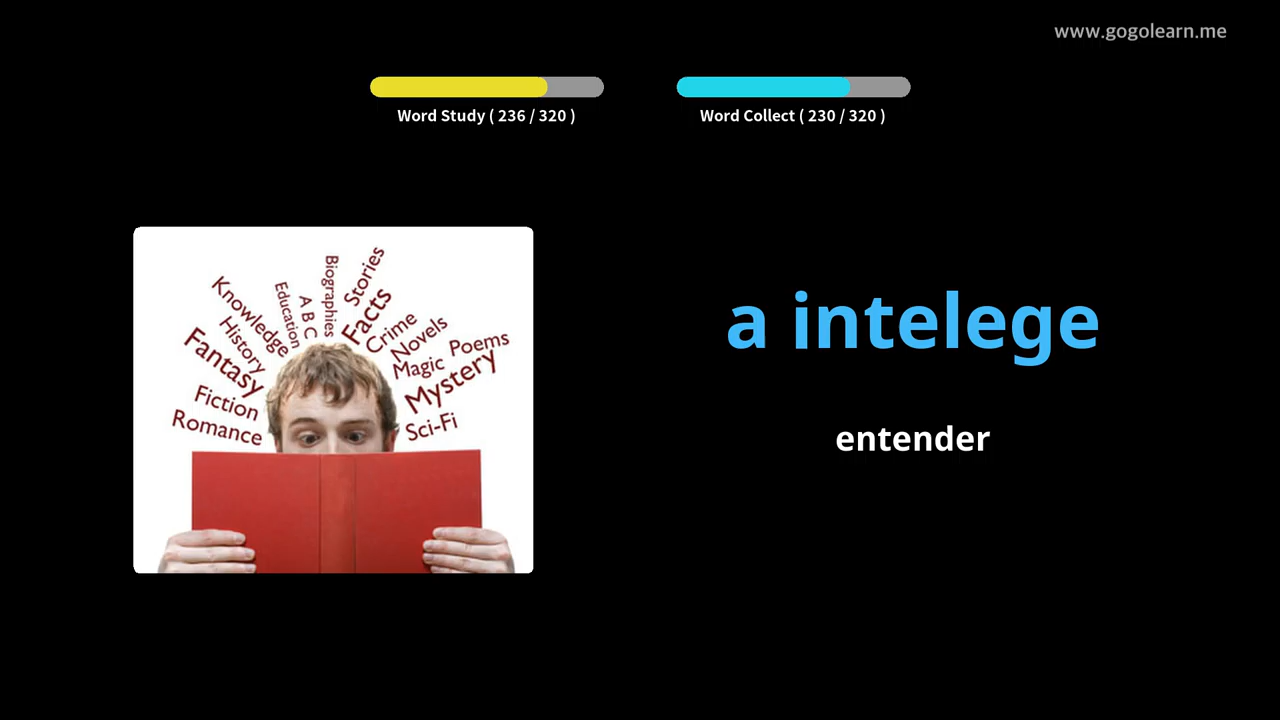 www.gogolearn.me
Word Study ( 236 / 320 )
Word Collect ( 230 / 320 )
Knowledge
History
Fantasy
Fiction
Romance
Education
A B C
Biographies
Stories
Facts
Crime
Novels
Magic
Poems
Mystery
Sci-Fi
a intelege
entender